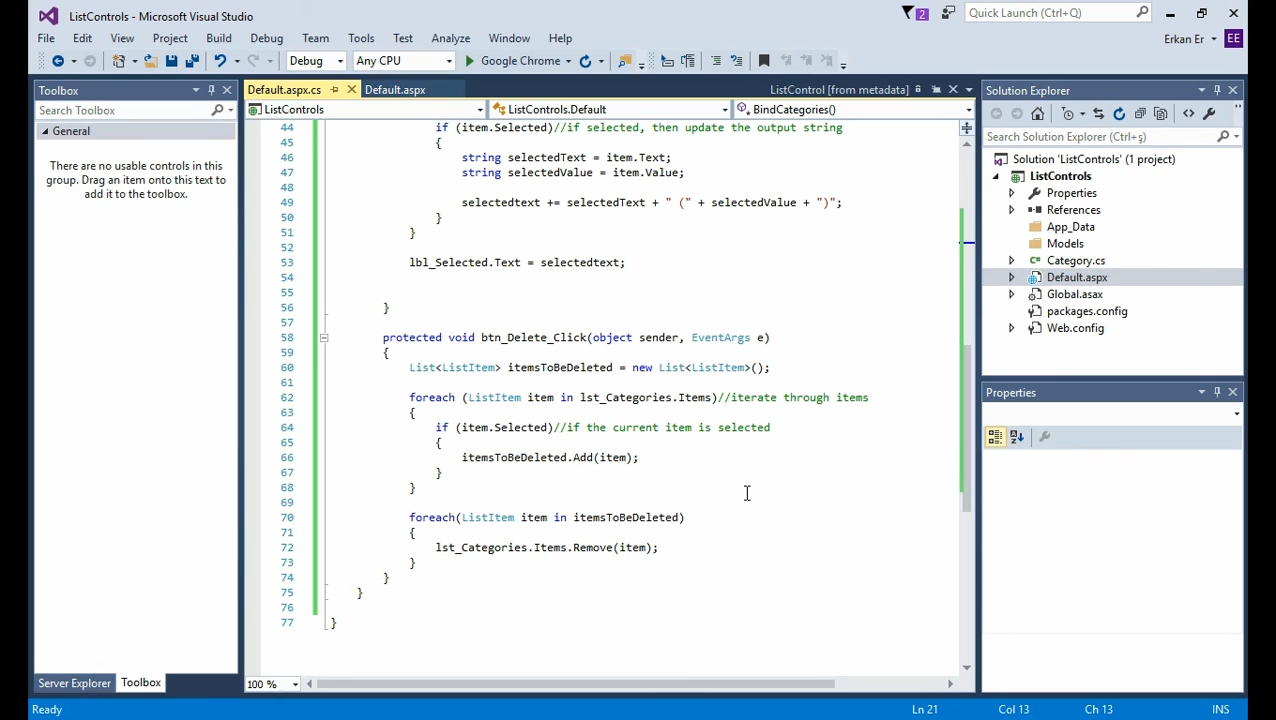 ListControls - Microsoft Visual Studio
2
Quick Launch (Ctrl+Q)
File Edit View Project Build Debug Team Tools Test Analyze Window Help
Erkan Er EE
Debug Any CPU Google Chrome
Toolbox
Search Toolbox
General
There are no usable controls in this
group. Drag an item onto this text to
add it to the toolbox.
Server Explorer Toolbox
Default.aspx.cs Default.aspx ListControl [from metadata]
ListControls ListControls.Default BindCategories()
44 if (item.Selected)//if selected, then update the output string
45 {
46 string selectedText = item.Text;
47 string selectedValue = item.Value;
48
49 selectedtext += selectedText + " (" + selectedValue + ")";
50 }
51 }
52
53 lbl_Selected.Text = selectedtext;
54
55
56 }
57
58 protected void btn_Delete_Click(object sender, EventArgs e)
59 {
60 List<ListItem> itemsToBeDeleted = new List<ListItem>();
61
62 foreach (ListItem item in lst_Categories.Items)//iterate through items
63 {
64 if (item.Selected)//if the current item is selected
65 {
66 itemsToBeDeleted.Add(item);
67 }
68 }
69
70 foreach(ListItem item in itemsToBeDeleted)
71 {
72 lst_Categories.Items.Remove(item);
73 }
74 }
75 }
76
77 }
100 %
Solution Explorer
Search Solution Explorer (Ctrl+ş)
Solution 'ListControls' (1 project)
ListControls
Properties
References
App_Data
Models
C# Category.cs
Default.aspx
Global.asax
packages.config
Web.config
Properties
Ready Ln 21 Col 13 Ch 13 INS